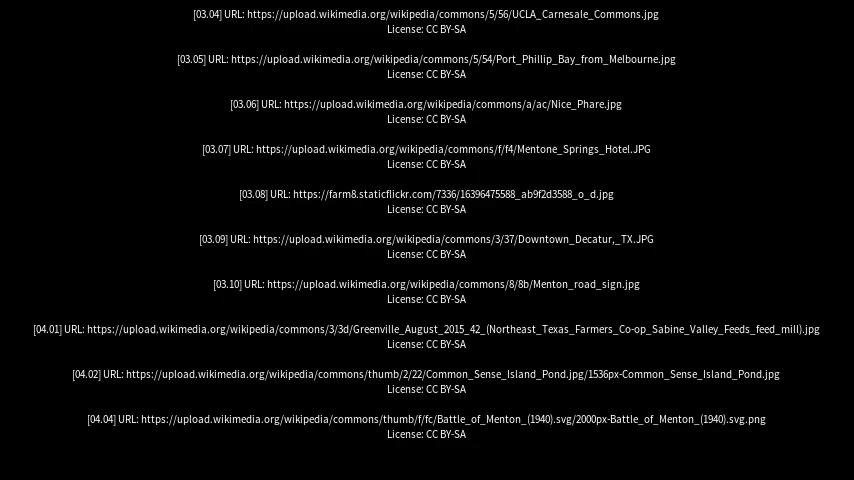 [03.04] URL: https://upload.wikimedia.org/wikipedia/commons/5/56/UCLA_Carnesale_Commons.jpg
License: CC BY-SA
[03.05] URL: https://upload.wikimedia.org/wikipedia/commons/5/54/Port_Phillip_Bay_from_Melbourne.jpg
License: CC BY-SA
[03.06] URL: https://upload.wikimedia.org/wikipedia/commons/a/ac/Nice_Phare.jpg
License: CC BY-SA
[03.07] URL: https://upload.wikimedia.org/wikipedia/commons/f/f4/Mentone_Springs_Hotel.JPG
License: CC BY-SA
[03.08] URL: https://farm8.staticflickr.com/7336/16396475588_ab9f2d3588_o_d.jpg
License: CC BY-SA
[03.09] URL: https://upload.wikimedia.org/wikipedia/commons/3/37/Downtown_Decatur,_TX.JPG
License: CC BY-SA
[03.10] URL: https://upload.wikimedia.org/wikipedia/commons/8/8b/Menton_road_sign.jpg
License: CC BY-SA
[04.01] URL: https://upload.wikimedia.org/wikipedia/commons/3/3d/Greenville_August_2015_42_(Northeast_Texas_Farmers_Co-op_Sabine_Valley_Feeds_feed_mill).jpg
License: CC BY-SA
[04.02] URL: https://upload.wikimedia.org/wikipedia/commons/thumb/2/22/Common_Sense_Island_Pond.jpg/1536px-Common_Sense_Island_Pond.jpg
License: CC BY-SA
[04.04] URL: https://upload.wikimedia.org/wikipedia/commons/thumb/f/fc/Battle_of_Menton_(1940).svg/2000px-Battle_of_Menton_(1940).svg.png
License: CC BY-SA